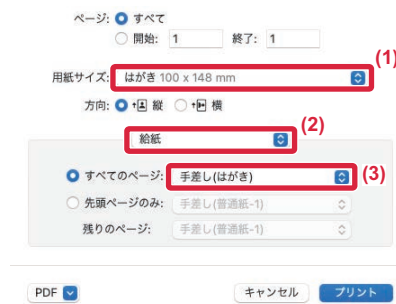 ページ: すべて
開始: 1 終了: 1
(1)
用紙サイズ: はがき 100 x 148 mm
方向: 縦 横
(2)
給紙
すべてのページ: 手差し(はがき) (3)
先頭ページのみ: 手差し(普通紙-1)
残りのページ: 手差し(普通紙-1)
PDF キャンセル プリント